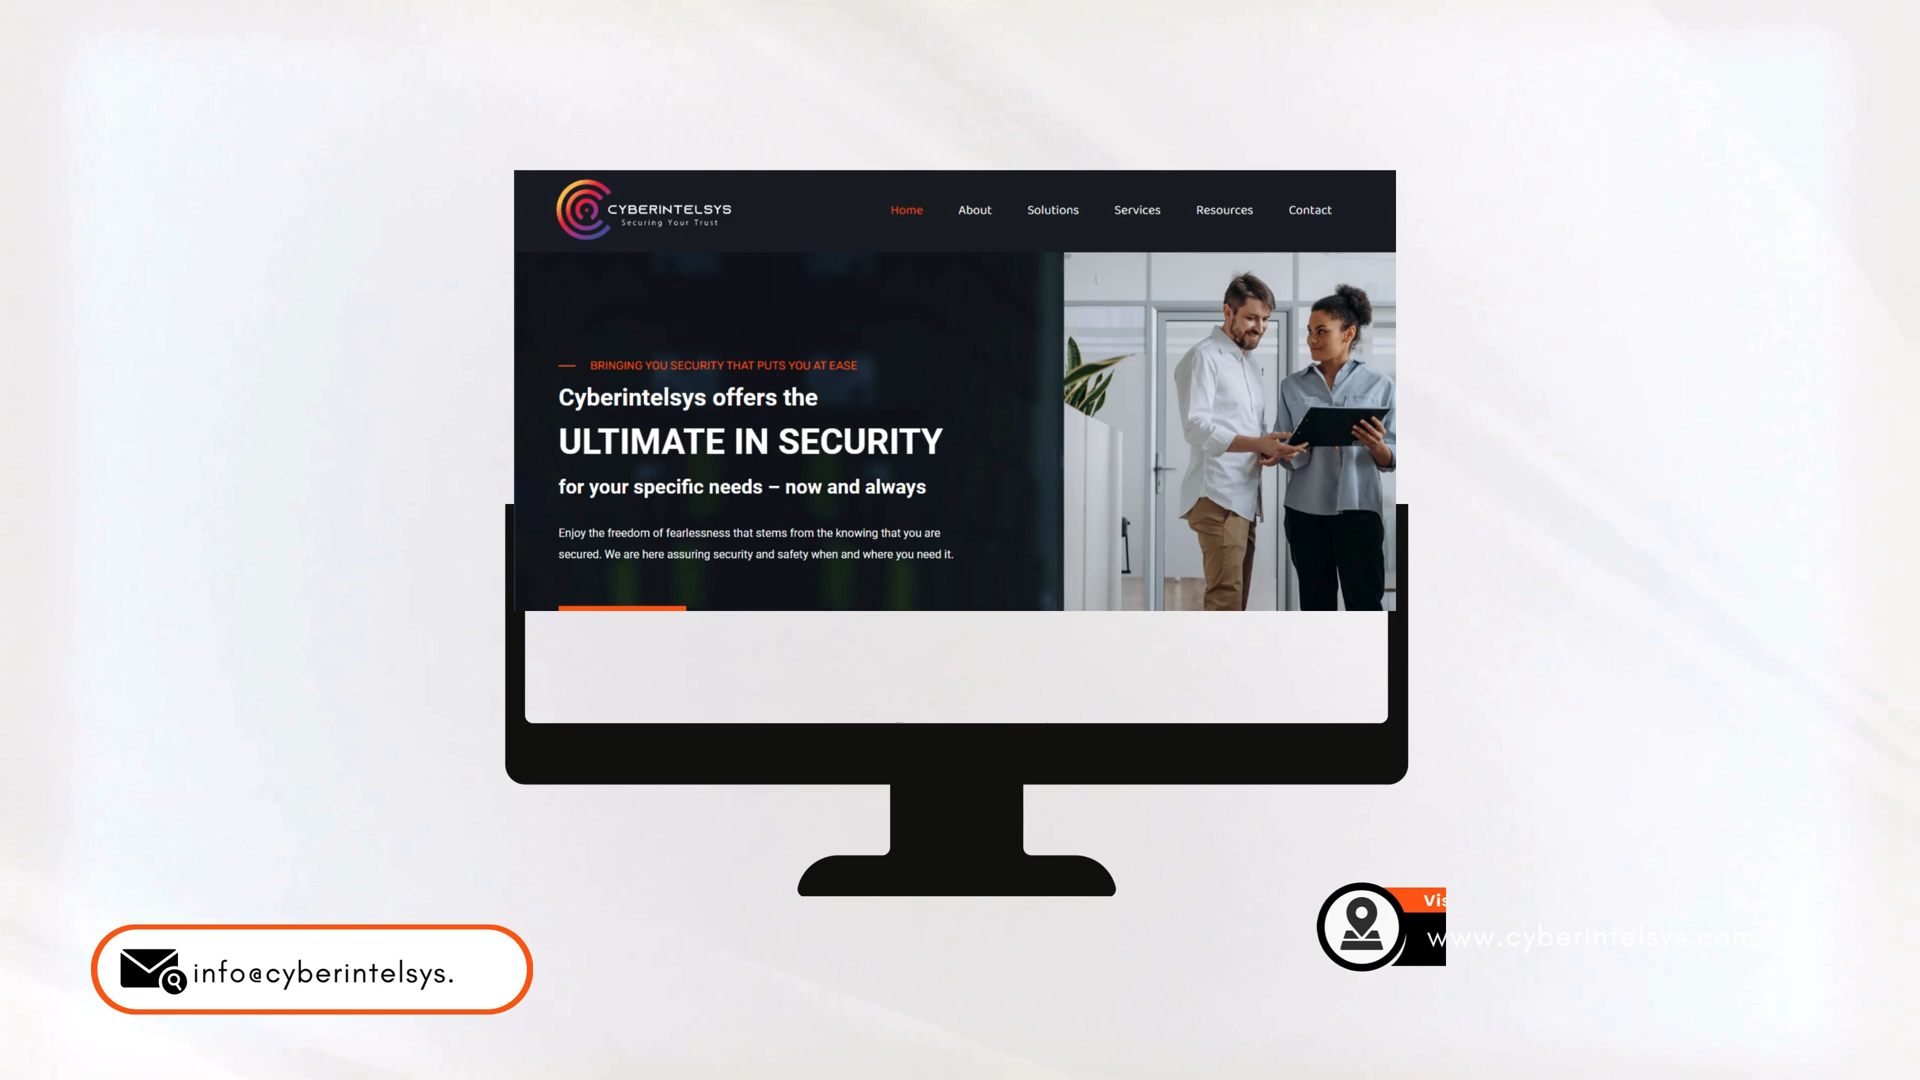 CYBERINTELSYS
Securing Your Trust
Home About Solutions Services Resources Contact
BRINGING YOU SECURITY THAT PUTS YOU AT EASE
Cyberintelsys offers the
ULTIMATE IN SECURITY
for your specific needs – now and always
Enjoy the freedom of fearlessness that stems from the knowing that you are
secured. We are here assuring security and safety when and where you need it.
info@cyberintelsys.
Vis
www.cyberintelsys.com